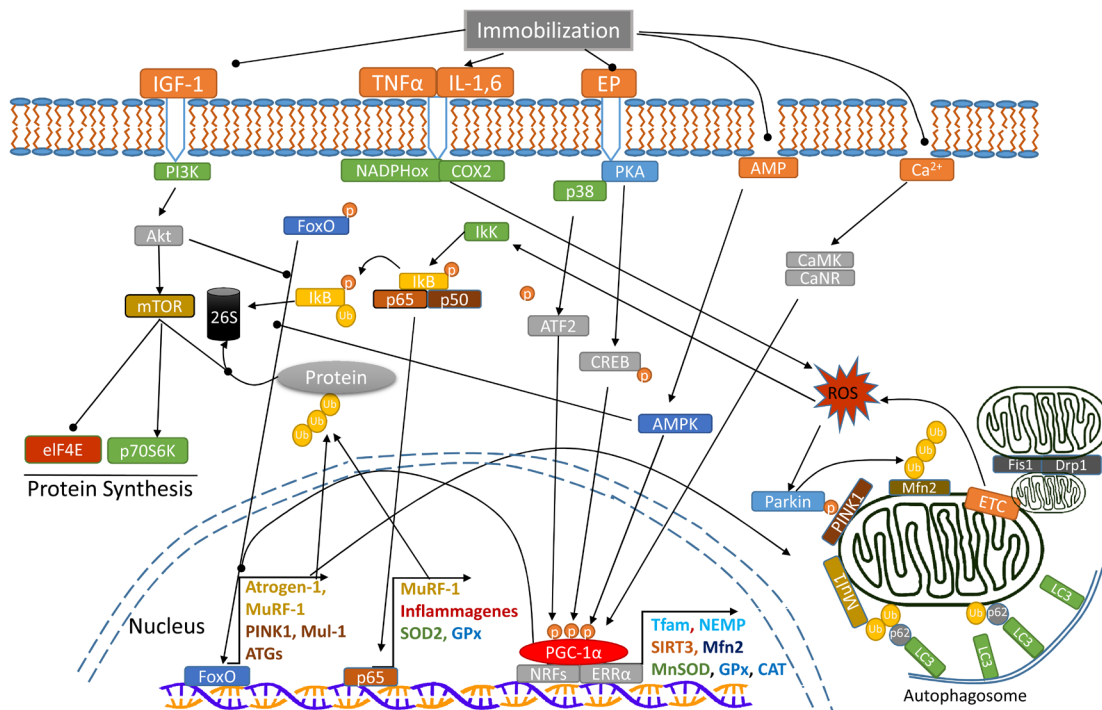 Immobilization
IGF-1
TNFα
IL-1,6
EP
PI3K
NADPHox
COX2
p38
PKA
AMP
Ca2+
FoxO
p
IkK
Akt
CaMK
CaNR
IkB
p
Ub
IkB
p
p65
p50
mTOR
26S
p
ATF2
CREB
p
Protein
Ub
Ub
Ub
ROS
AMPK
eIF4E
p70S6K
Protein Synthesis
Ub
Ub
Ub
Mfn2
Fis1
Drp1
ETC
Parkin
p
PINK1
Mul1
Ub
Ub
p62
LC3
LC3
Ub
p62
LC3
LC3
Autophagosome
Nucleus
Atrogen-1,
MuRF-1
PINK1, Mul-1
ATGs
FoxO
MuRF-1
Inflammagenes
SOD2, GPx
p65
p
p
p
PGC-1α
NRFs
ERRα
Tfam, NEMP
SIRT3, Mfn2
MnSOD, GPx, CAT